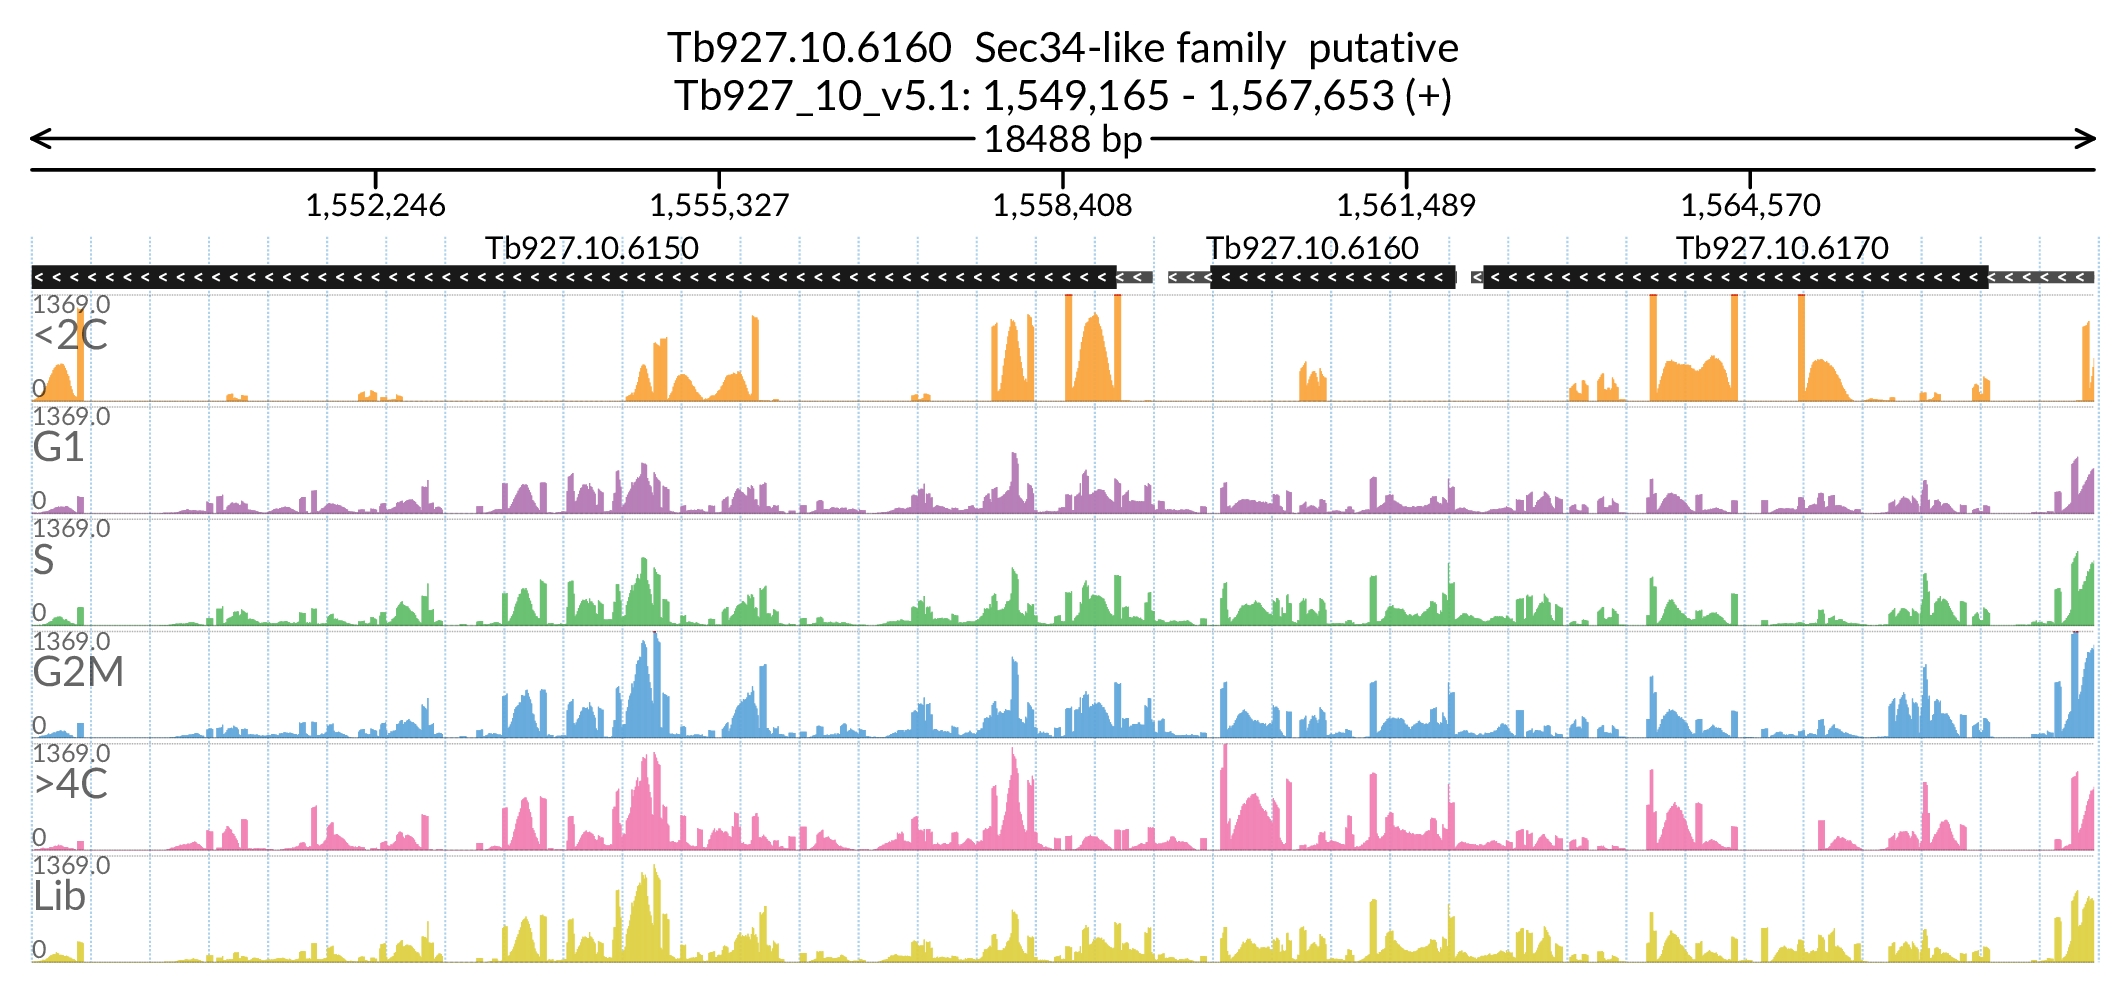 Tb927.10.6160  Sec34-like family  putative
Tb927_10_v5.1: 1,549,165 - 1,567,653 (+)
18488 bp
1,552,246 1,555,327 1,558,408 1,561,489 1,564,570
Tb927.10.6150 Tb927.10.6160 Tb927.10.6170
1369.0
<2C
0
1369.0
G1
0
1369.0
S
0
1369.0
G2M
0
1369.0
>4C
0
1369.0
Lib
0